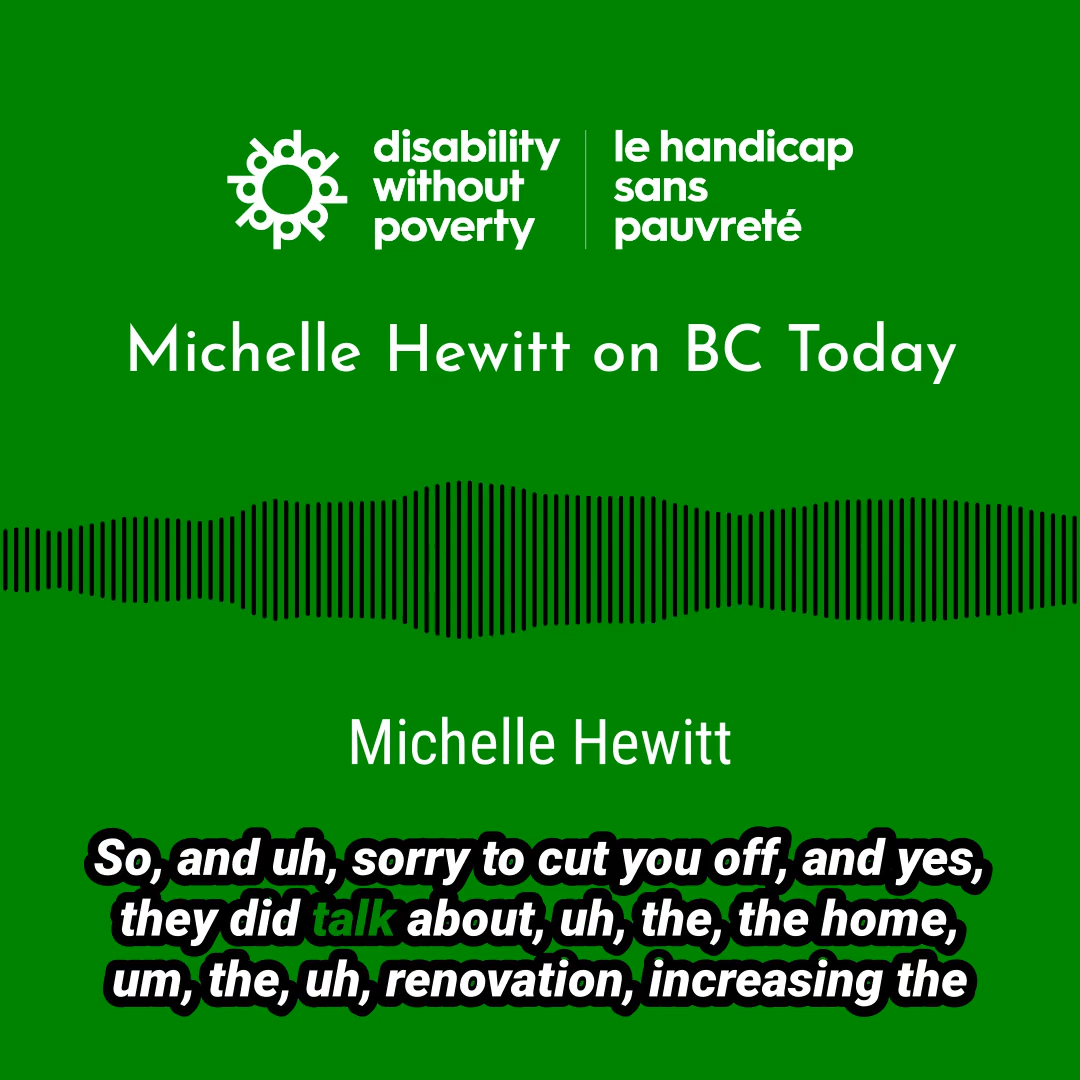 disability
without
poverty
le handicap
sans
pauvreté
Michelle Hewitt on BC Today
Michelle Hewitt
So, and uh, sorry to cut you off, and yes,
they did talk about, uh, the, the home,
um, the, uh, renovation, increasing the